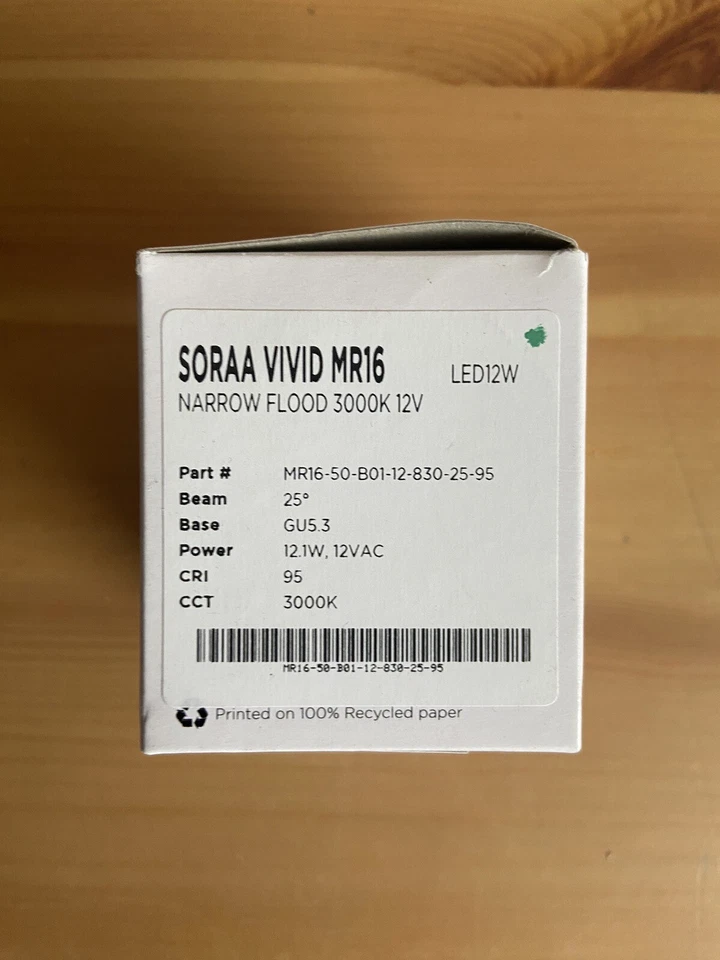 SORAA VIVID MR16 LED12W
NARROW FLOOD 3000K 12V
Part # MR16-50-B01-12-830-25-95
Beam 25°
Base GU5.3
Power 12.1W, 12VAC
CRI 95
CCT 3000K
MR16-50-B01-12-830-25-95
Printed on 100% Recycled paper